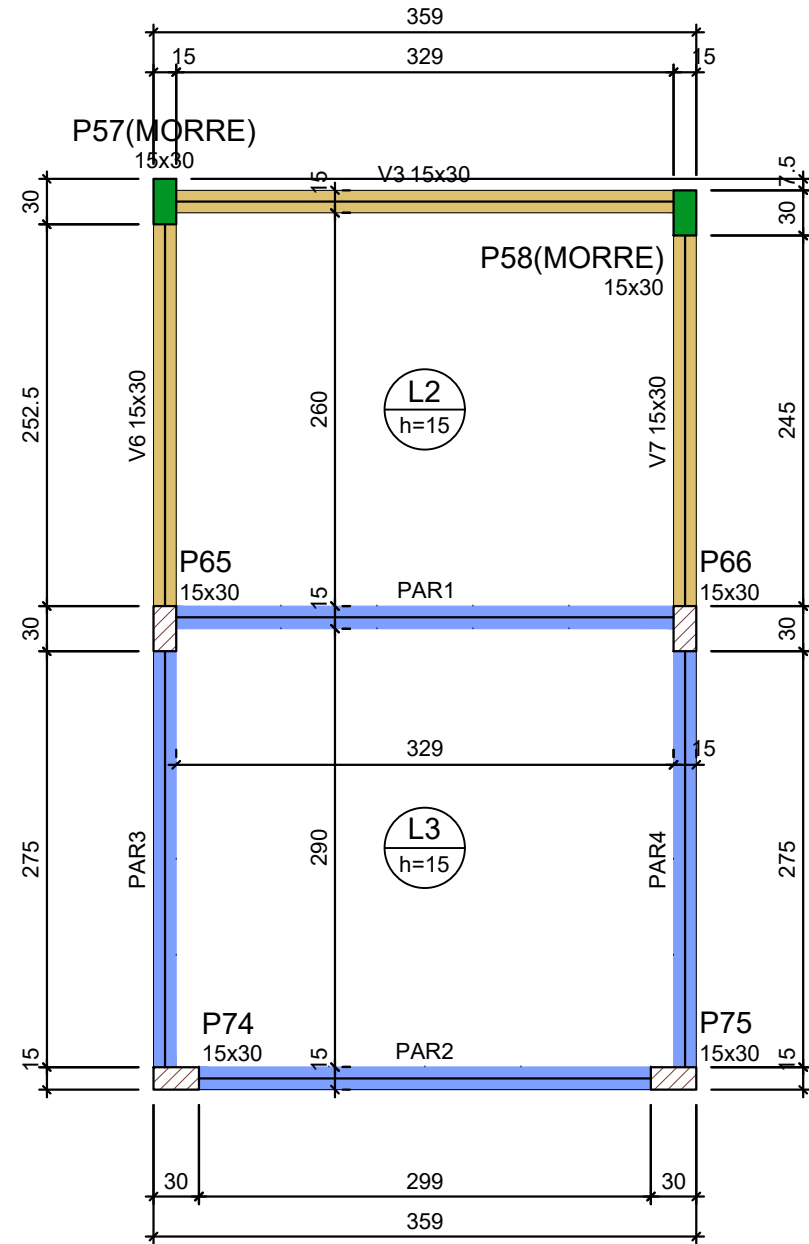 359
15
329
15
P57(MORRE)
15x30
V3 15x30
15
7.5
30
30
P58(MORRE)
15x30
V6 15x30
252.5
260
L2
h=15
V7 15x30
245
P65
15x30
PAR1
P66
15x30
15
30
30
329
15
PAR3
275
290
L3
h=15
PAR4
275
P74
15x30
PAR2
P75
15x30
15
15
15
30
299
30
359